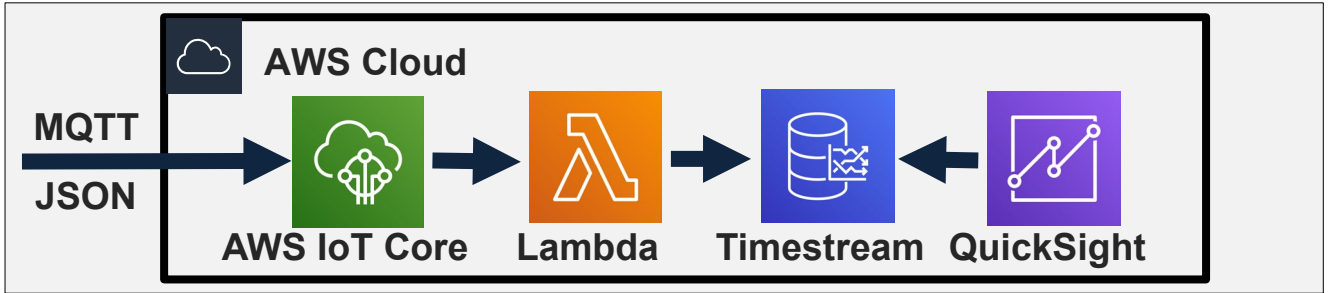 AWS Cloud
MQTT
JSON
AWS IoT Core
Lambda
Timestream
QuickSight